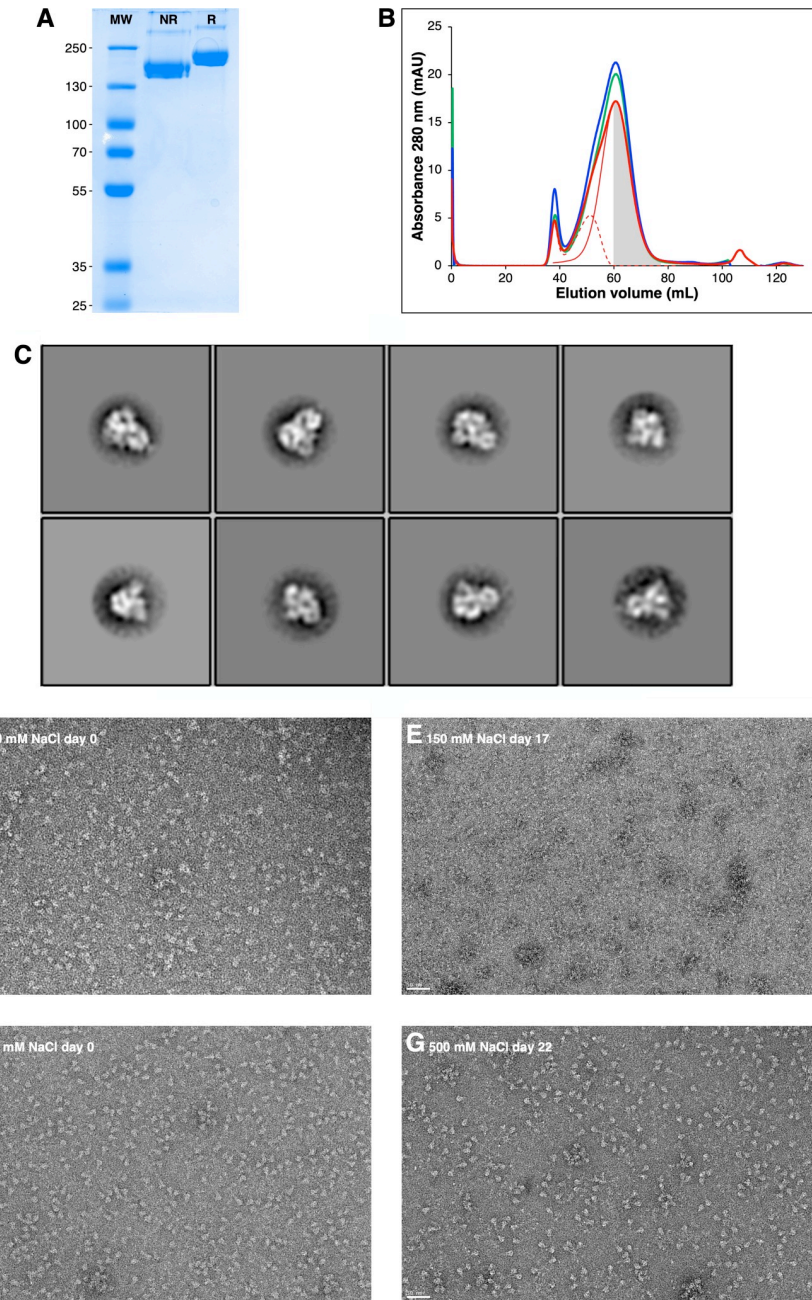 A
MW NR R
250
130
100
70
55
35
25
B
Absorbance 280 nm (mAU)
25
20
15
10
5
0
0 20 40 60 80 100 120
Elution volume (mL)
C
mM NaCl day 0
E 150 mM NaCl day 17
mM NaCl day 0
G 500 mM NaCl day 22